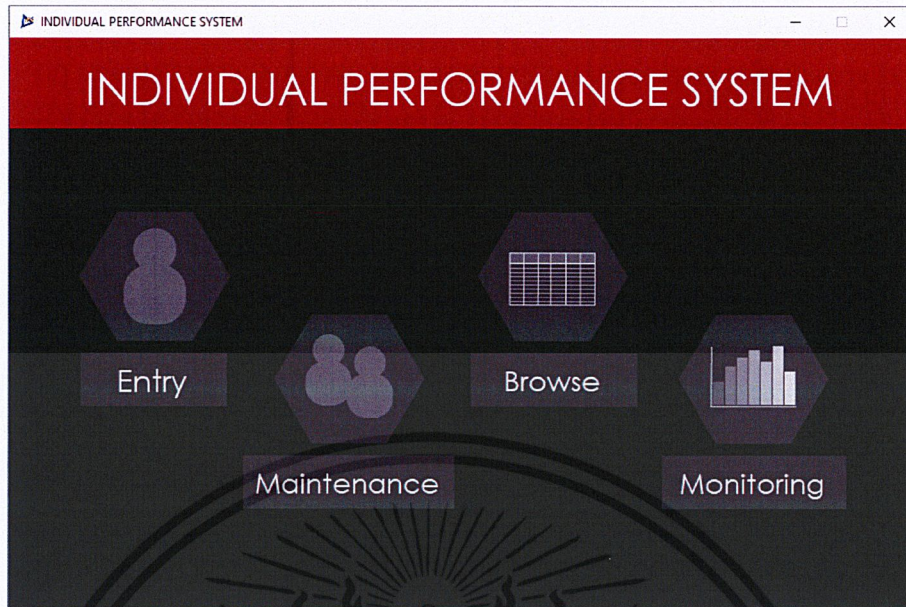 INDIVIDUAL PERFORMANCE SYSTEM
INDIVIDUAL PERFORMANCE SYSTEM
Entry
Browse
Maintenance
Monitoring